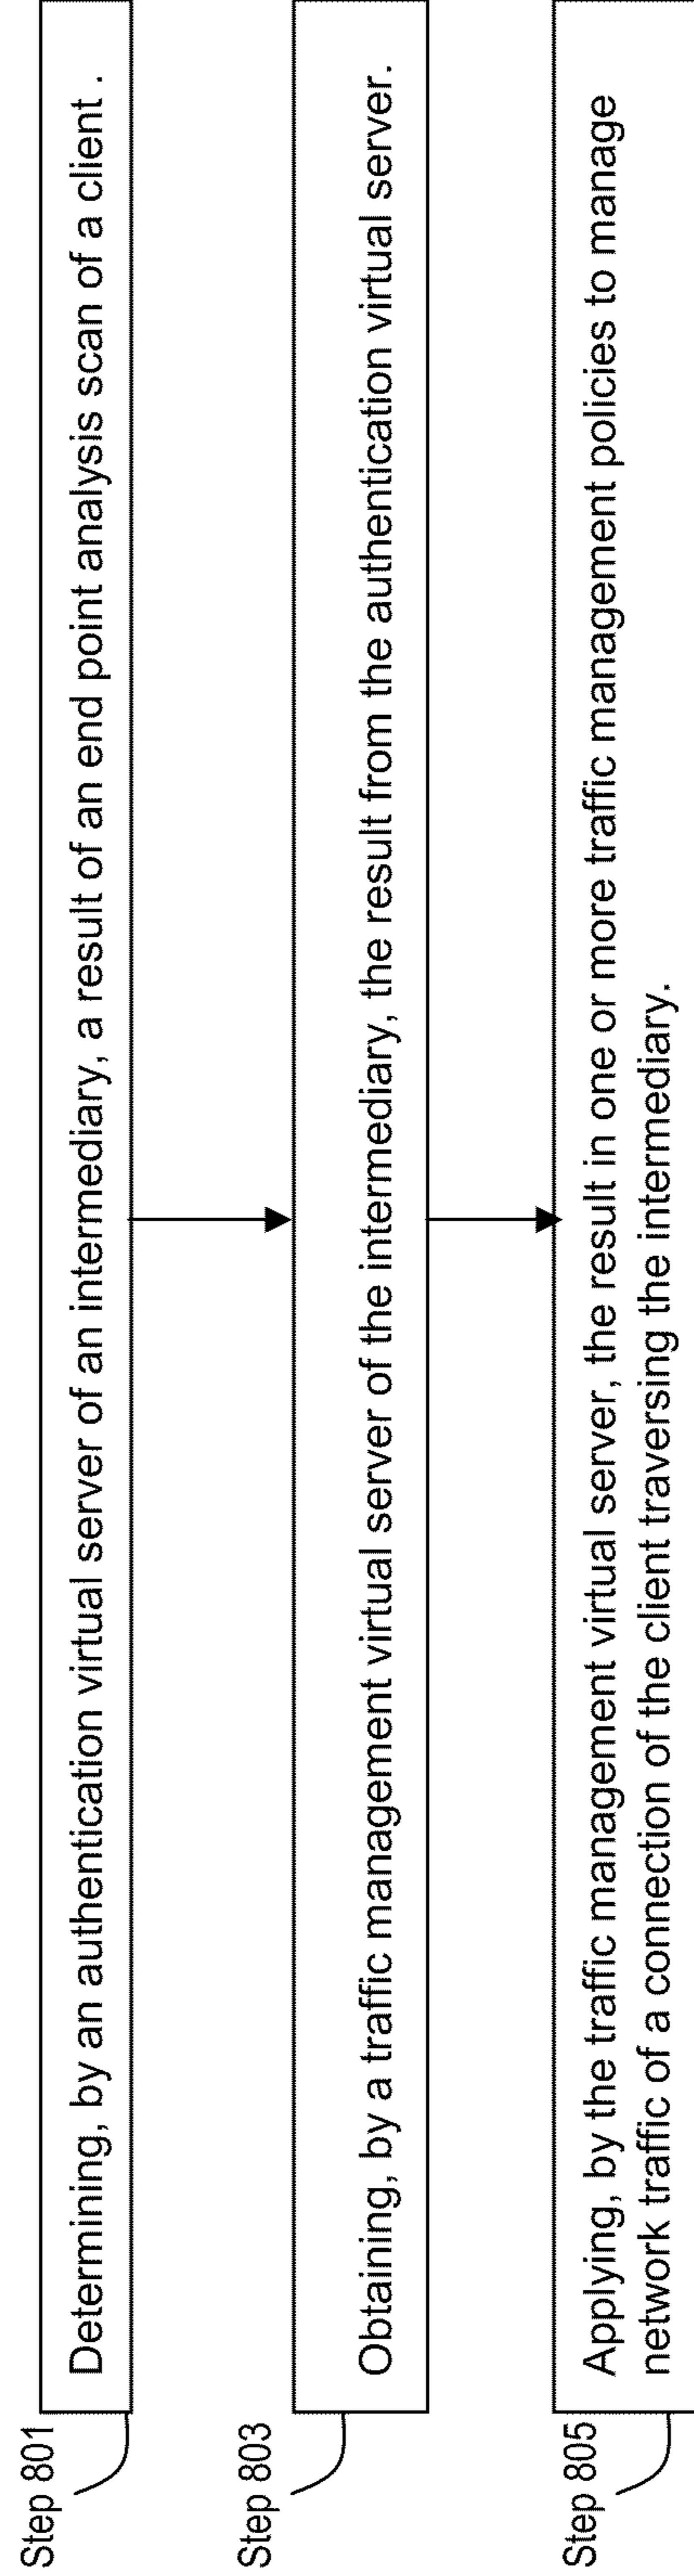 Step 801
Determining, by an authentication virtual server of an intermediary, a result of an end point analysis scan of a client .
Step 803
Obtaining, by a traffic management virtual server of the intermediary, the result from the authentication virtual server.
Step 805
Applying, by the traffic management virtual server, the result in one or more traffic management policies to manage
network traffic of a connection of the client traversing the intermediary.